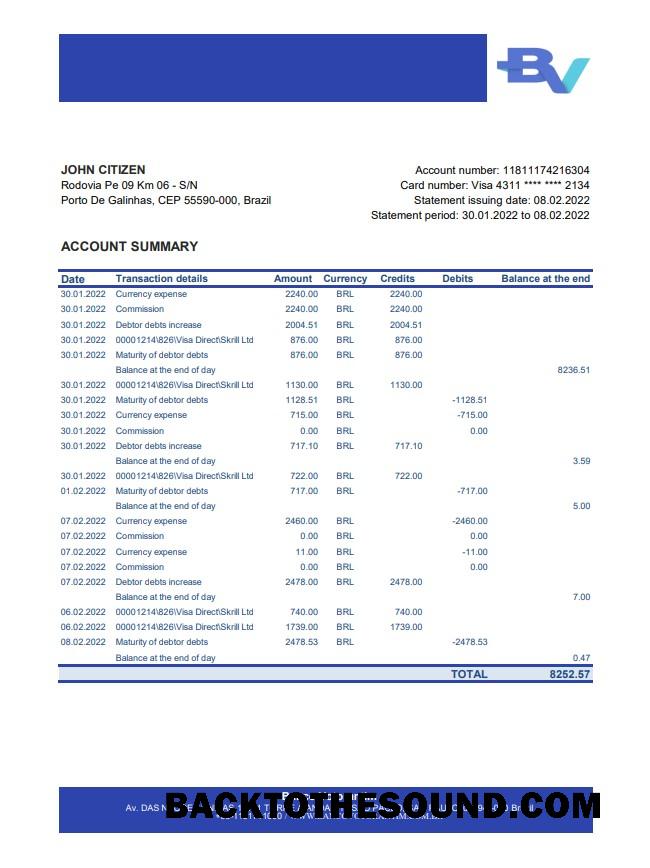 BV
JOHN CITIZEN
Rodovia Pe 09 Km 06 - S/N
Porto De Galinhas, CEP 55590-000, Brazil
Account number: 11811174216304
Card number: Visa 4311 **** **** 2134
Statement issuing date: 08.02.2022
Statement period: 30.01.2022 to 08.02.2022
ACCOUNT SUMMARY
Date Transaction details Amount Currency Credits Debits Balance at the end
30.01.2022 Currency expense 2240.00 BRL 2240.00
30.01.2022 Commission 2240.00 BRL 2240.00
30.01.2022 Debtor debts increase 2004.51 BRL 2004.51
30.01.2022 00001214\826\Visa Direct\Skrill Ltd 876.00 BRL 876.00
30.01.2022 Maturity of debtor debts 876.00 BRL 876.00
Balance at the end of day 8236.51
30.01.2022 00001214\826\Visa Direct\Skrill Ltd 1130.00 BRL 1130.00
30.01.2022 Maturity of debtor debts 1128.51 BRL -1128.51
30.01.2022 Currency expense 715.00 BRL -715.00
30.01.2022 Commission 0.00 BRL 0.00
30.01.2022 Debtor debts increase 717.10 BRL 717.10
Balance at the end of day 3.59
30.01.2022 00001214\826\Visa Direct\Skrill Ltd 722.00 BRL 722.00
01.02.2022 Maturity of debtor debts 717.00 BRL -717.00
Balance at the end of day 5.00
07.02.2022 Currency expense 2460.00 BRL -2460.00
07.02.2022 Commission 0.00 BRL 0.00
07.02.2022 Currency expense 11.00 BRL -11.00
07.02.2022 Commission 0.00 BRL 0.00
07.02.2022 Debtor debts increase 2478.00 BRL 2478.00
Balance at the end of day 7.00
06.02.2022 00001214\826\Visa Direct\Skrill Ltd 740.00 BRL 740.00
06.02.2022 00001214\826\Visa Direct\Skrill Ltd 1739.00 BRL 1739.00
08.02.2022 Maturity of debtor debts 2478.53 BRL -2478.53
Balance at the end of day 0.47
TOTAL 8252.57
Av. DAS
BACKTOTHESOUND.COM